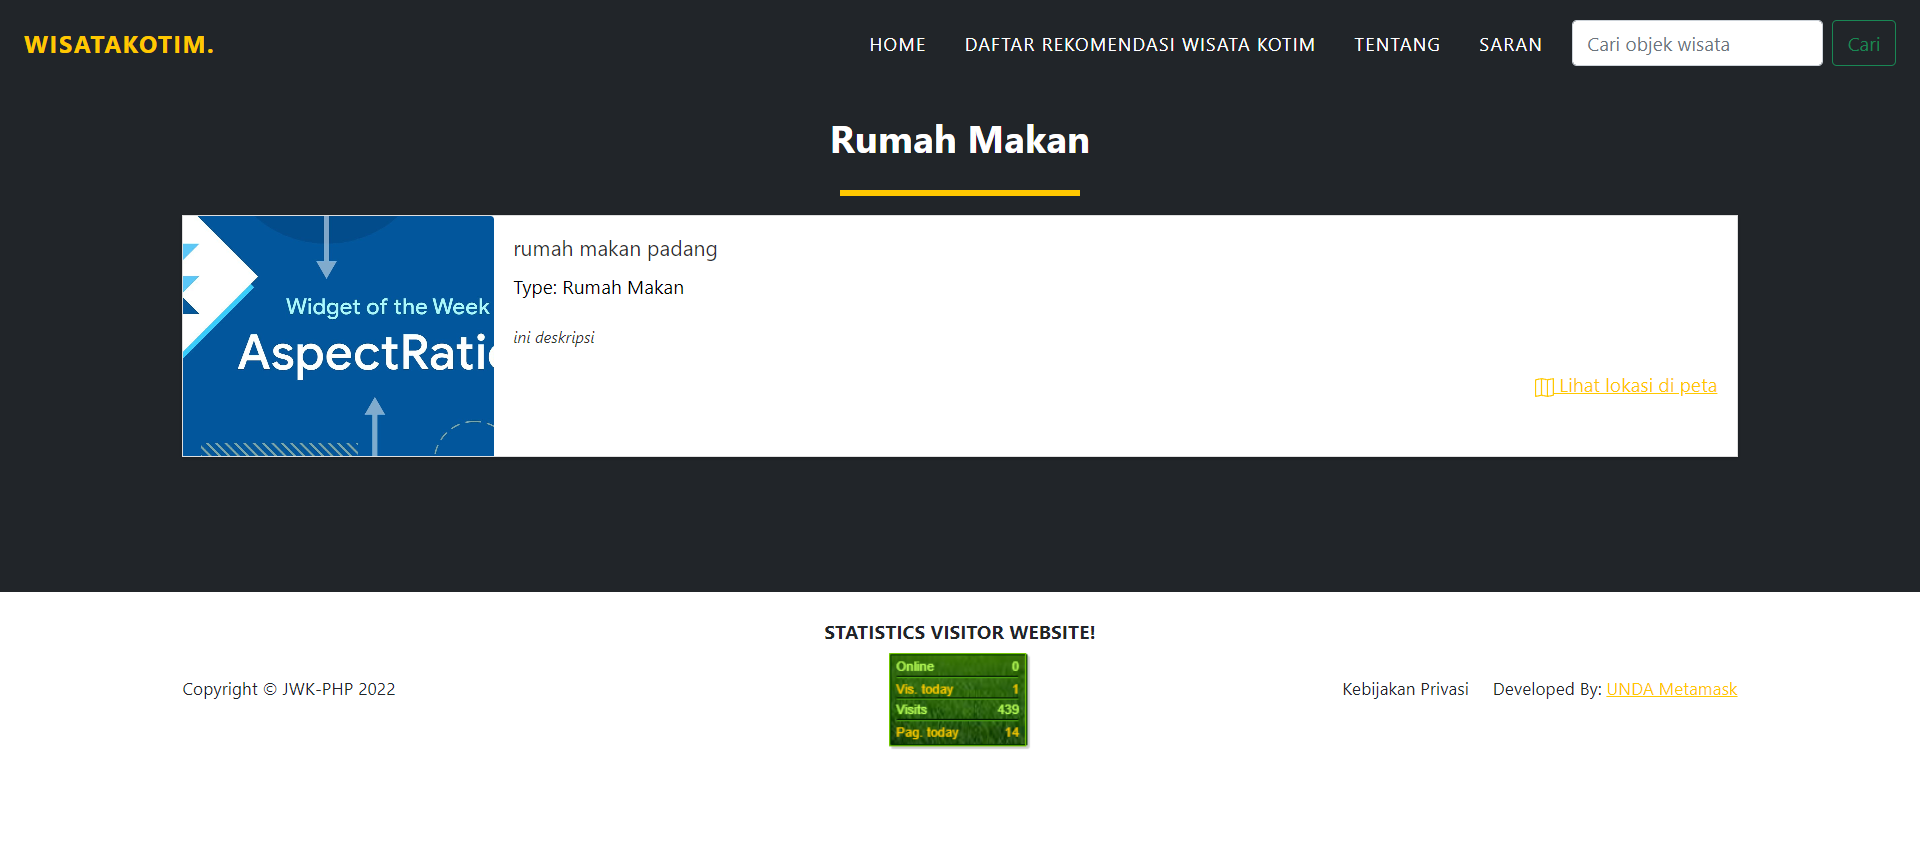 WISATAKOTIM.
HOME DAFTAR REKOMENDASI WISATA KOTIM TENTANG SARAN Cari objek wisata Cari
Rumah Makan
Widget of the Week
AspectRatio
rumah makan padang
Type: Rumah Makan
ini deskripsi
Lihat lokasi di peta
STATISTICS VISITOR WEBSITE!
Online 0
Vis. today 1
Visits 439
Pag. today 14
Copyright © JWK-PHP 2022
Kebijakan Privasi Developed By: UNDA Metamask